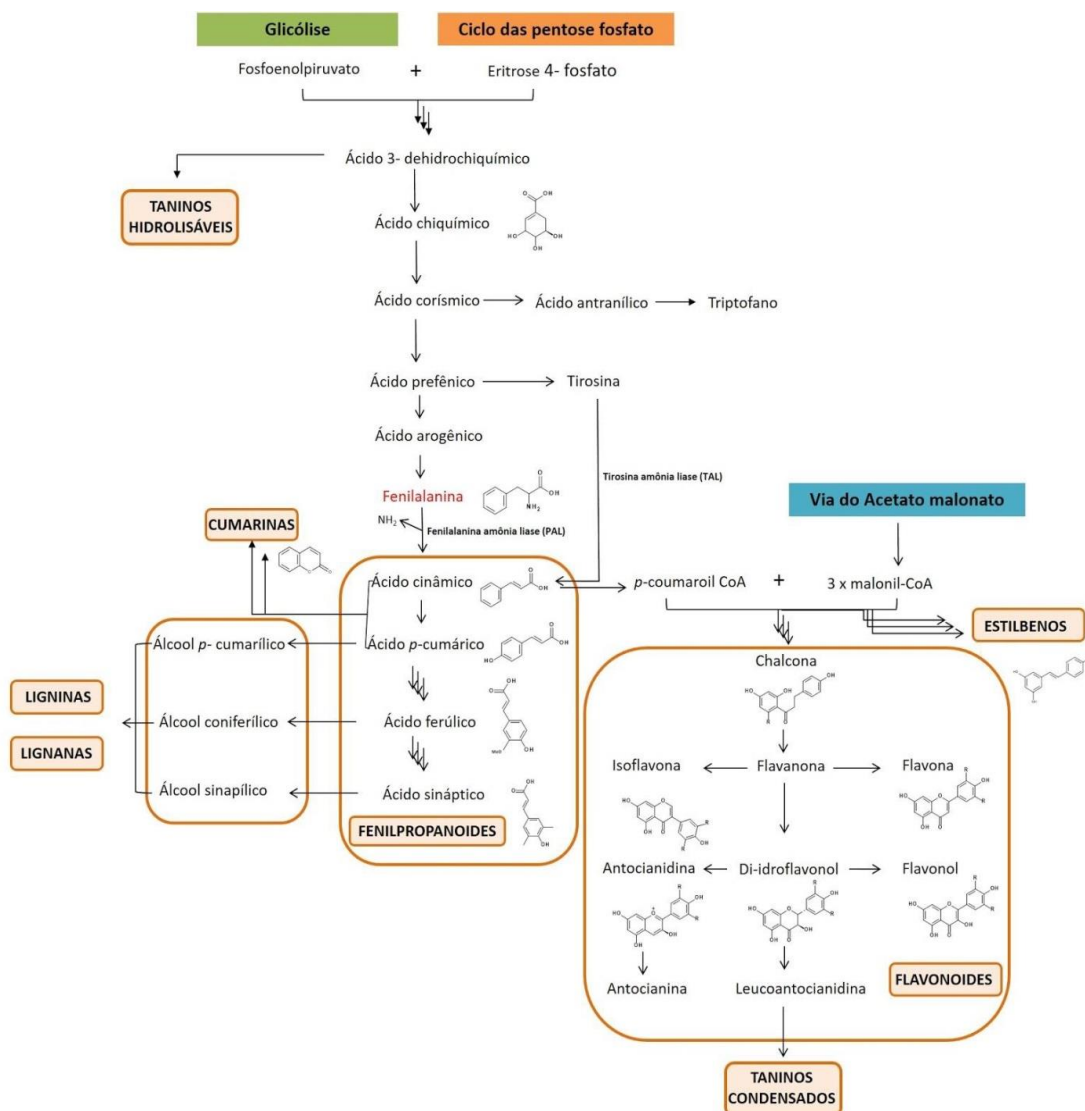 Glicólise
Ciclo das pentose fosfato
Fosfoenolpiruvato + Eritrose 4- fosfato
Ácido 3- dehidrochiquímico
TANINOS
HIDROLISÁVEIS
Ácido chiquímico
Ácido corísmico
Ácido antranílico
Triptofano
Ácido prefênico
Tirosina
Ácido arogênico
Tirosina amônia liase (TAL)
Fenilalanina
NH₂
Fenilalanina amônia liase (PAL)
Via do Acetato malonato
CUMARINAS
Ácido cinâmico
p-coumaroil CoA + 3 x malonil-CoA
ESTILBENOS
Álcool p- cumarílico
Ácido p-cumárico
Chalcona
LIGNINAS
LIGNANAS
Álcool coniferílico
Ácido ferúlico
Isoflavona
Flavanona
Flavona
Álcool sinapílico
Ácido sináptico
FENILPROPANOIDES
Antocianidina
Di-idroflavonol
Flavonol
Antocianina
Leucoantocianidina
FLAVONOIDES
TANINOS
CONDENSADOS